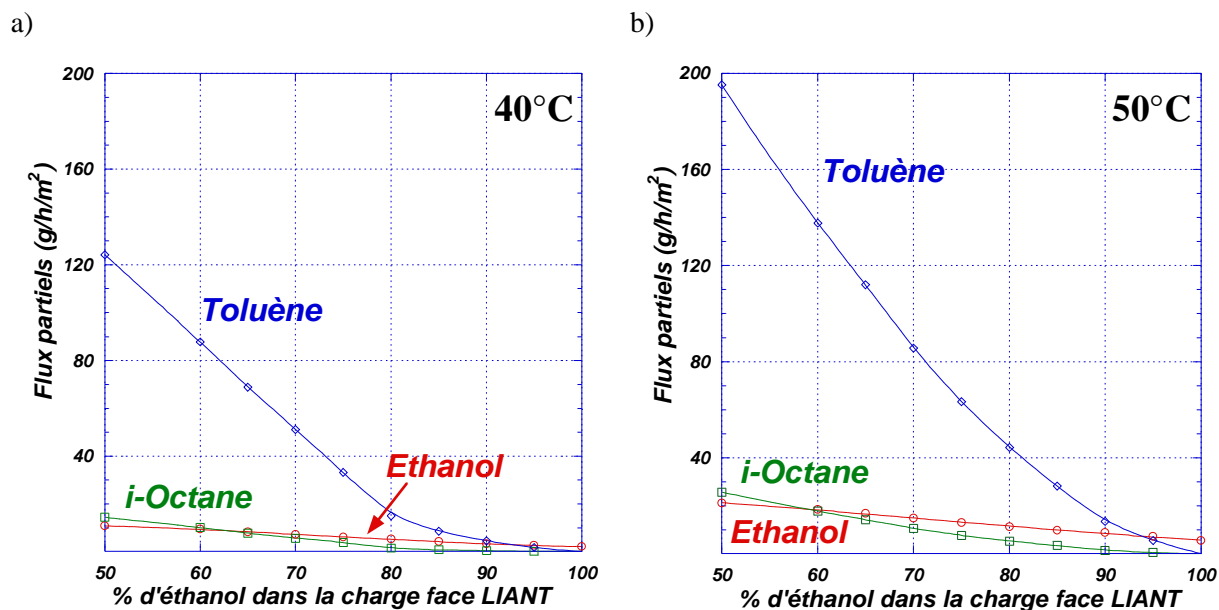 a)
200
160
120
80
40
Flux partiels (g/h/m²)
40°C
Toluène
Ethanol
i-Octane
50 60 70 80 90 100
% d'éthanol dans la charge face LIANT
b)
200
160
120
80
40
Flux partiels (g/h/m²)
50°C
Toluène
i-Octane
Ethanol
50 60 70 80 90 100
% d'éthanol dans la charge face LIANT